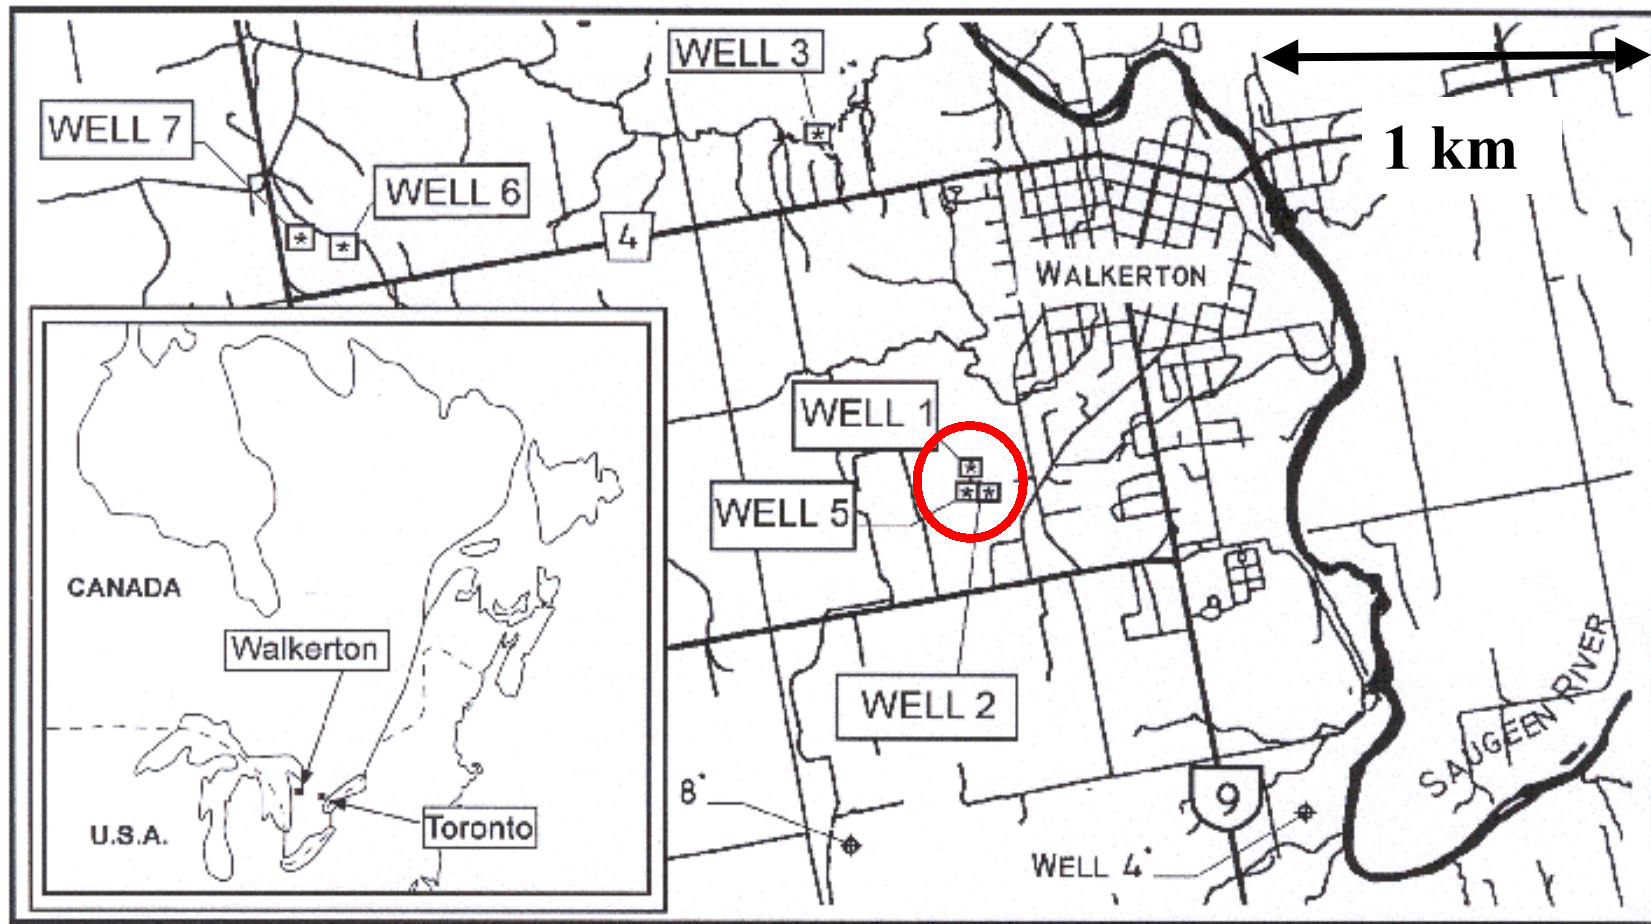 WELL 3
1 km
WELL 7
WELL 6
4
WALKERTON
WELL 1
WELL 5
CANADA
Walkerton
WELL 2
SAUGEEN RIVER
8*
9
U.S.A.
Toronto
WELL 4*